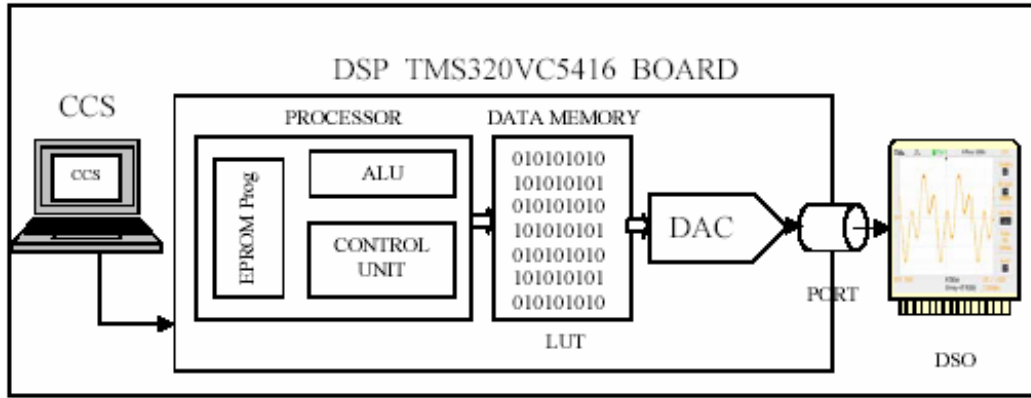 DSP TMS320VC5416 BOARD
CCS
PROCESSOR
DATA MEMORY
CCS
EPROM Prog
ALU
CONTROL
UNIT
010101010
101010101
010101010
101010101
010101010
101010101
010101010
LUT
DAC
PORT
DSO